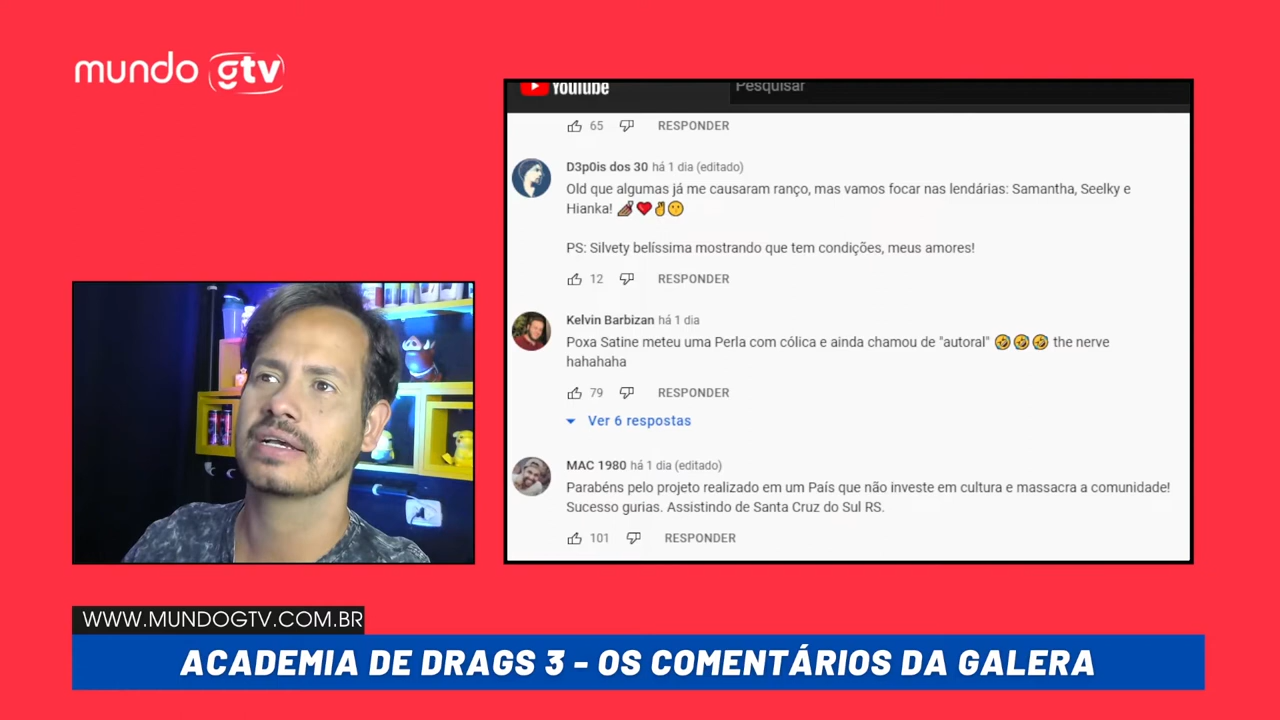 mundo gtv
YouTube
Pesquisar
65 RESPONDER
D3p0is dos 30 há 1 dia (editado)
Old que algumas já me causaram ranço, mas vamos focar nas lendárias: Samantha, Seelky e
Hianka! 💅🏾❤️✌️😶
PS: Silvety belíssima mostrando que tem condições, meus amores!
12 RESPONDER
Kelvin Barbizan há 1 dia
Poxa Satine meteu uma Perla com cólica e ainda chamou de "autoral" 🤣🤣🤣 the nerve
hahahaha
79 RESPONDER
Ver 6 respostas
MAC 1980 há 1 dia (editado)
Parabéns pelo projeto realizado em um País que não investe em cultura e massacra a comunidade!
Sucesso gurias. Assistindo de Santa Cruz do Sul RS.
101 RESPONDER
WWW.MUNDOGTV.COM.BR
ACADEMIA DE DRAGS 3 - OS COMENTÁRIOS DA GALERA